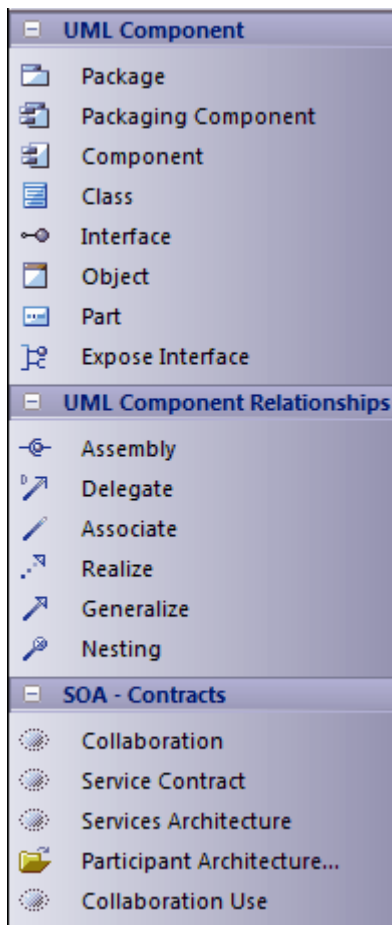 UML Component
Package
Packaging Component
Component
Class
Interface
Object
Part
Expose Interface
UML Component Relationships
Assembly
Delegate
Associate
Realize
Generalize
Nesting
SOA - Contracts
Collaboration
Service Contract
Services Architecture
Participant Architecture...
Collaboration Use